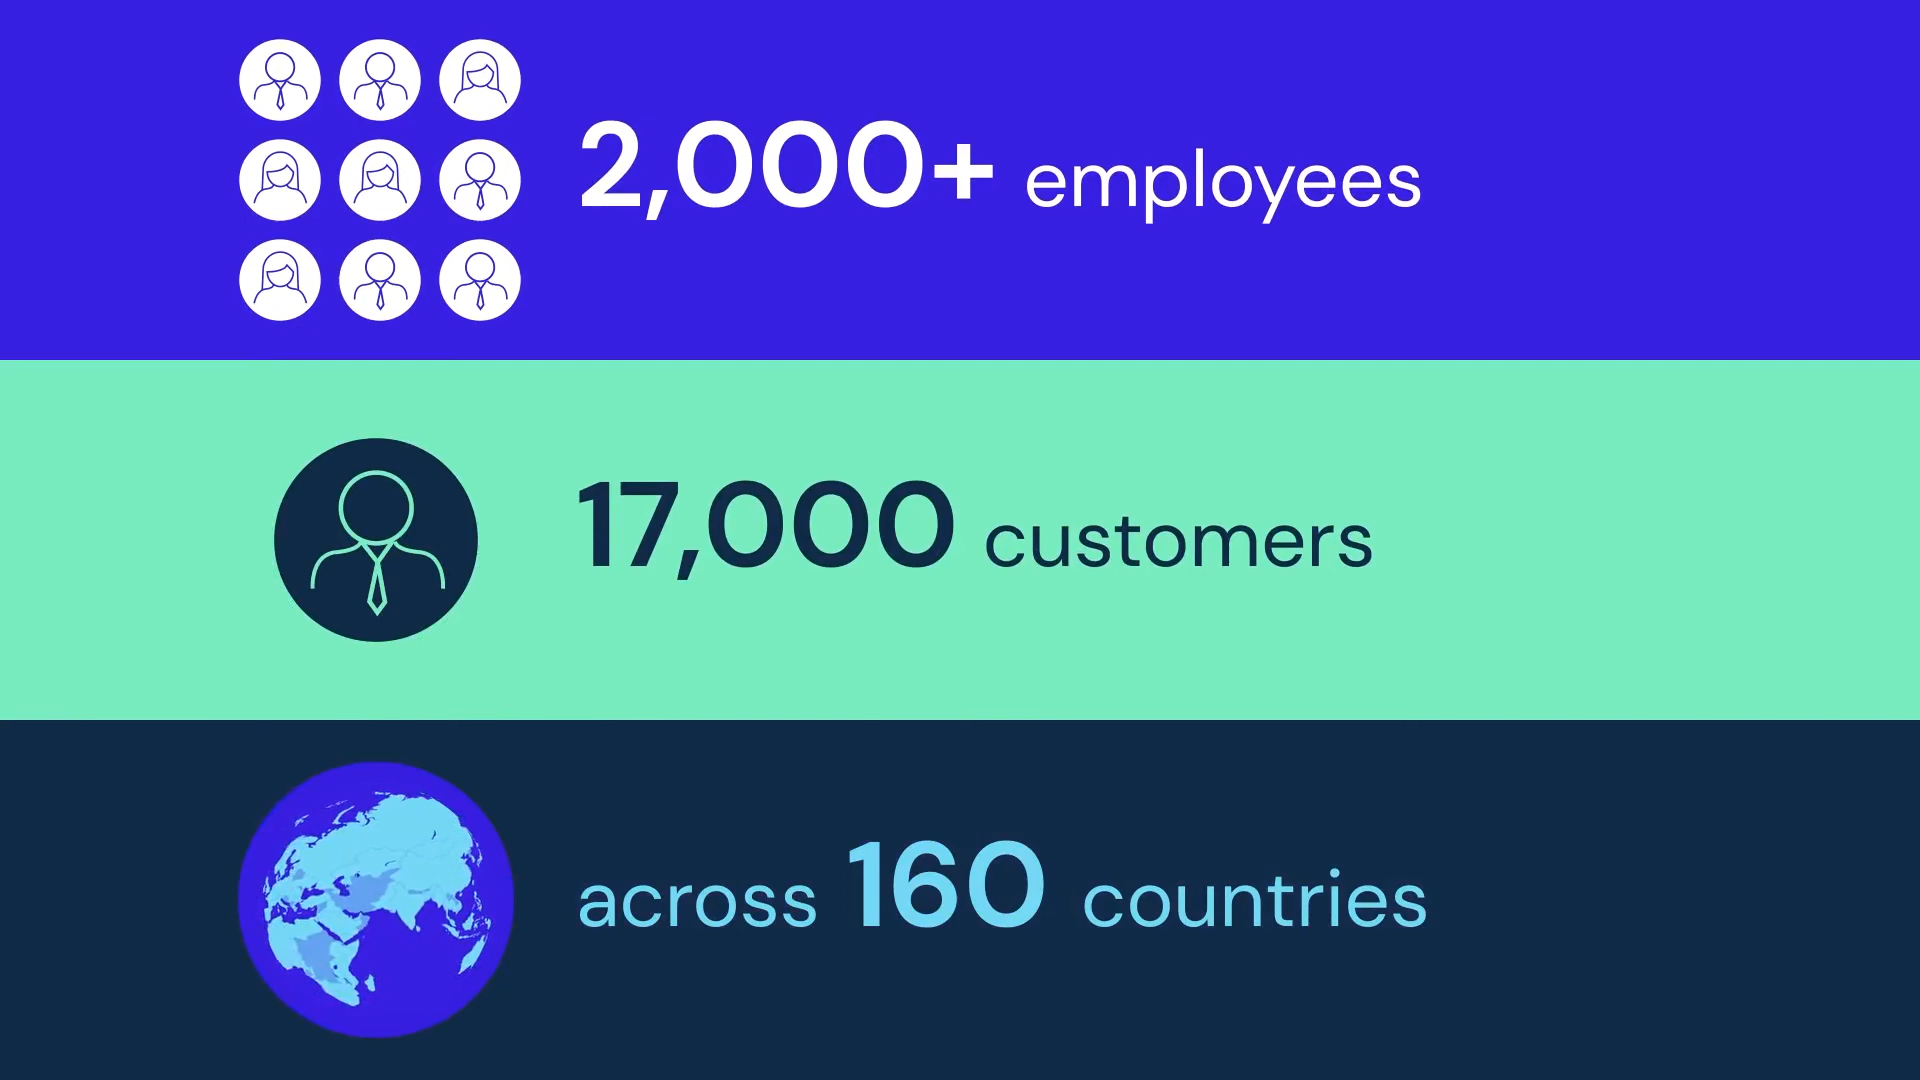 2,000+ employees
17,000 customers
across 160 countries